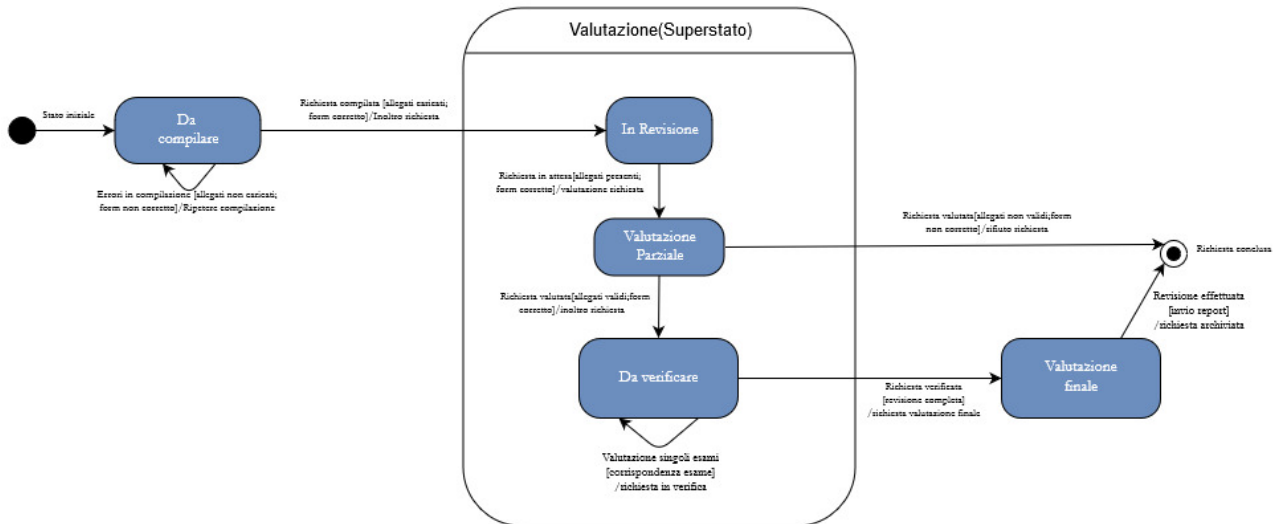 Valutazione(Superstato)
Stato iniziale
Da
compilare
Richiesta compilata [allegati caricati;
form corretto]/Inoltro richiesta
In Revisione
Errori in compilazione [allegati non caricati;
form non corretto]/Ripetere compilazione
Richiesta in attesa[allegati presenti;
form corretto]/valutazione richiesta
Valutazione
Parziale
Richiesta valutata[allegati non validi;form
non corretto]/rifiuto richiesta
Richiesta conclusa
Richiesta valutata[allegati validi;form
corretto]/inoltro richiesta
Revisione effettuata
[invio report]
/richiesta archiviata
Da verificare
Valutazione
finale
Richiesta verificata
[revisione completa]
/richiesta valutazione finale
Valutazione singoli esami
[corrispondenza esame]
/richiesta in verifica